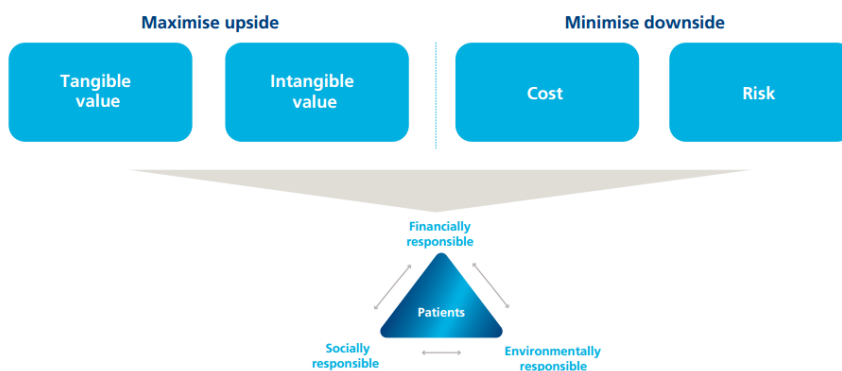 Maximise upside
Minimise downside
Tangible
value
Intangible
value
Cost
Risk
Financially
responsible
Patients
Socially
responsible
Environmentally
responsible